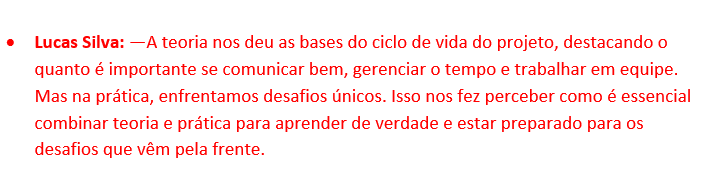 • Lucas Silva: —A teoria nos deu as bases do ciclo de vida do projeto, destacando o
quanto é importante se comunicar bem, gerenciar o tempo e trabalhar em equipe.
Mas na prática, enfrentamos desafios únicos. Isso nos fez perceber como é essencial
combinar teoria e prática para aprender de verdade e estar preparado para os
desafios que vêm pela frente.